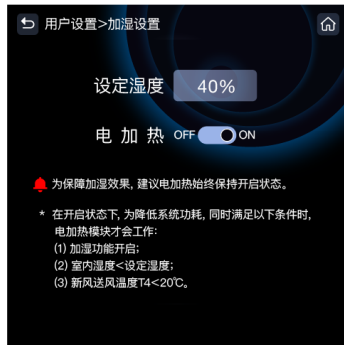 用户设置>加湿设置
设定湿度 40%
电加热 OFF ON
为保障加湿效果, 建议电加热始终保持开启状态。
* 在开启状态下, 为降低系统功耗, 同时满足以下条件时,
电加热模块才会工作:
(1) 加湿功能开启;
(2) 室内湿度<设定湿度;
(3) 新风送风温度T4<20℃。